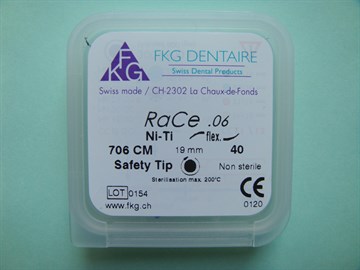 FKG
FKG DENTAIRE
Swiss Dental Products
Swiss made / CH-2302 La Chaux-de-Fonds
RaCe .06
Ni-Ti flex.
706 CM 19 mm 40
Safety Tip Non sterile
Sterilisation max. 200°C
LOT 0154 CE
www.fkg.ch 0120